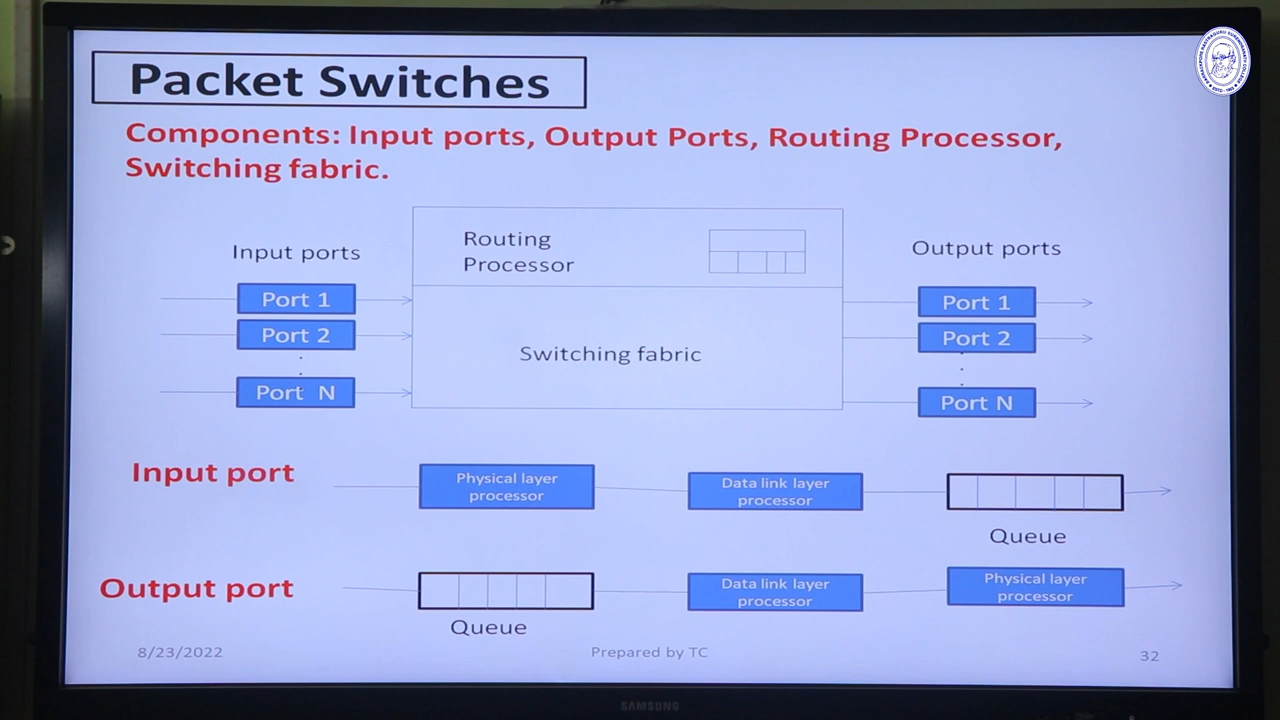 Packet Switches
Components: Input ports, Output Ports, Routing Processor,
Switching fabric.
Input ports
Routing
Processor
Output ports
Port 1
Port 2
Port N
Switching fabric
Port 1
Port 2
Port N
Input port
Physical layer
processor
Data link layer
processor
Queue
Output port
Queue
Data link layer
processor
Physical layer
processor
8/23/2022
Prepared by TC
32
SAMSUNG